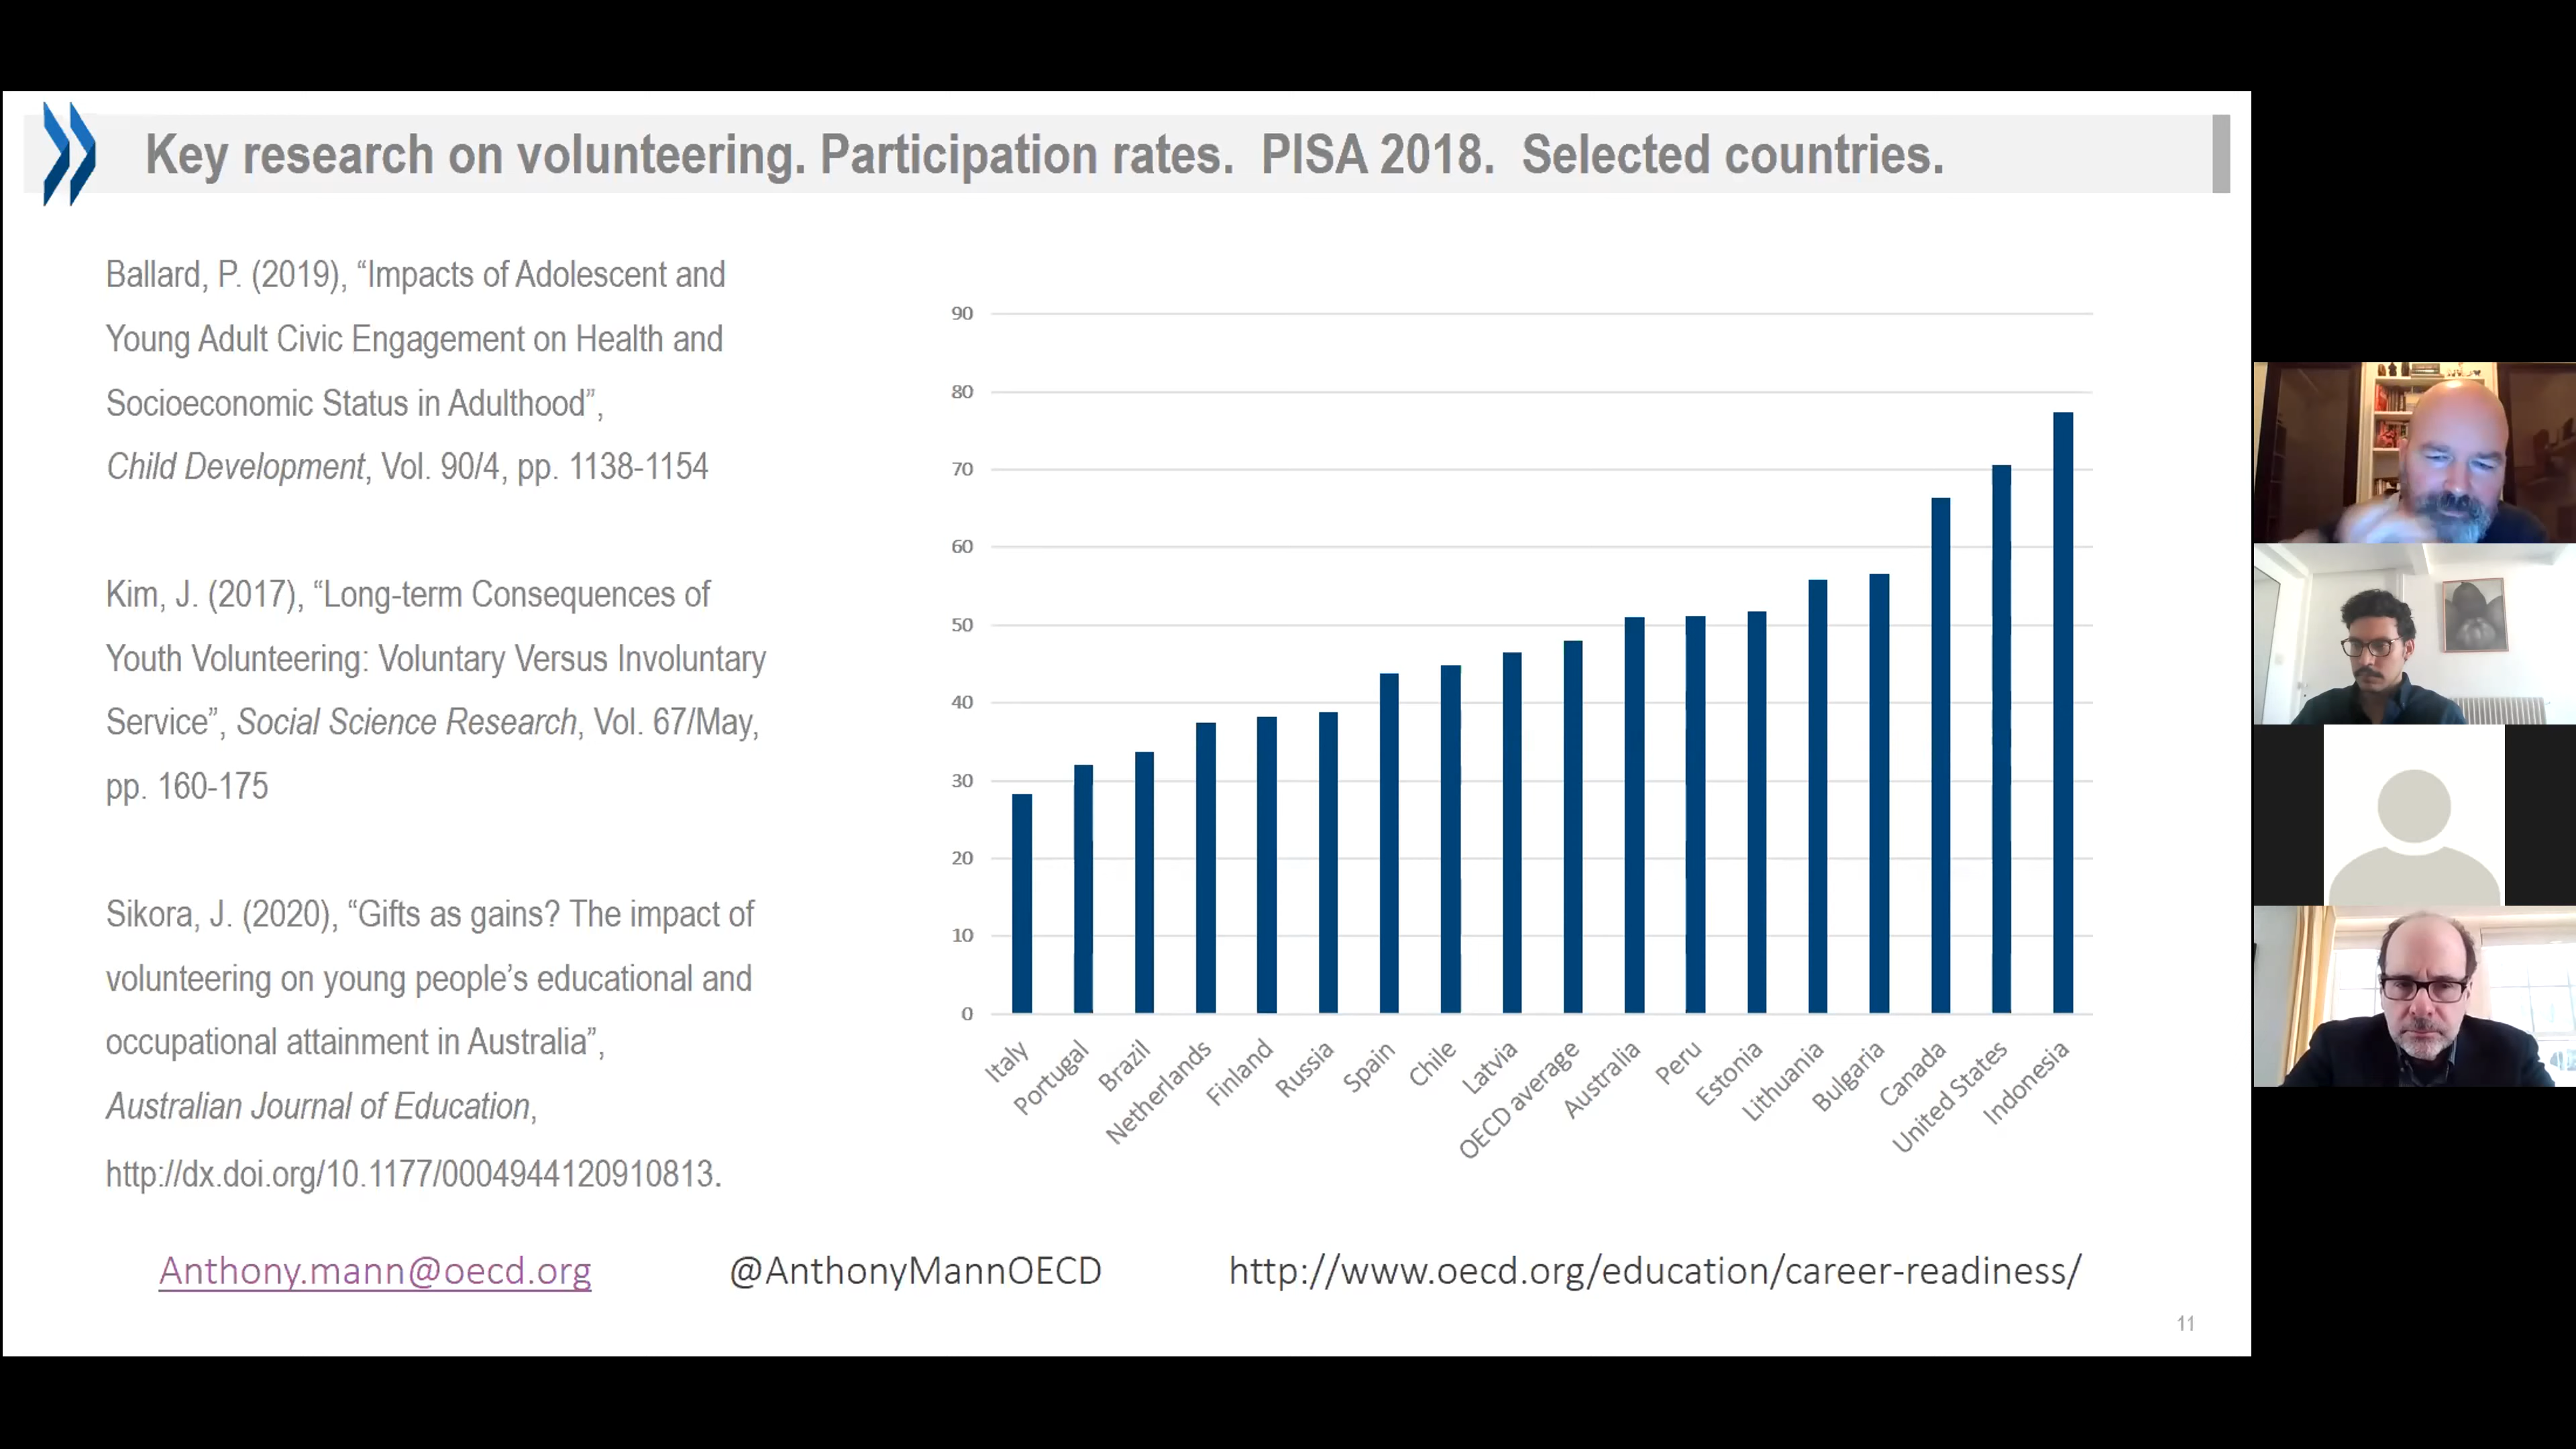 Key research on volunteering. Participation rates.  PISA 2018.  Selected countries.
Ballard, P. (2019), “Impacts of Adolescent and
Young Adult Civic Engagement on Health and
Socioeconomic Status in Adulthood”,
Child Development, Vol. 90/4, pp. 1138-1154
Kim, J. (2017), “Long-term Consequences of
Youth Volunteering: Voluntary Versus Involuntary
Service”, Social Science Research, Vol. 67/May,
pp. 160-175
Sikora, J. (2020), “Gifts as gains? The impact of
volunteering on young people’s educational and
occupational attainment in Australia”,
Australian Journal of Education,
http://dx.doi.org/10.1177/0004944120910813.
90
80
70
60
50
40
30
20
10
0
Italy
Portugal
Brazil
Netherlands
Finland
Russia
Spain
Chile
Latvia
OECD average
Australia
Peru
Estonia
Lithuania
Bulgaria
Canada
United States
Indonesia
Anthony.mann@oecd.org
@AnthonyMannOECD
http://www.oecd.org/education/career-readiness/
11